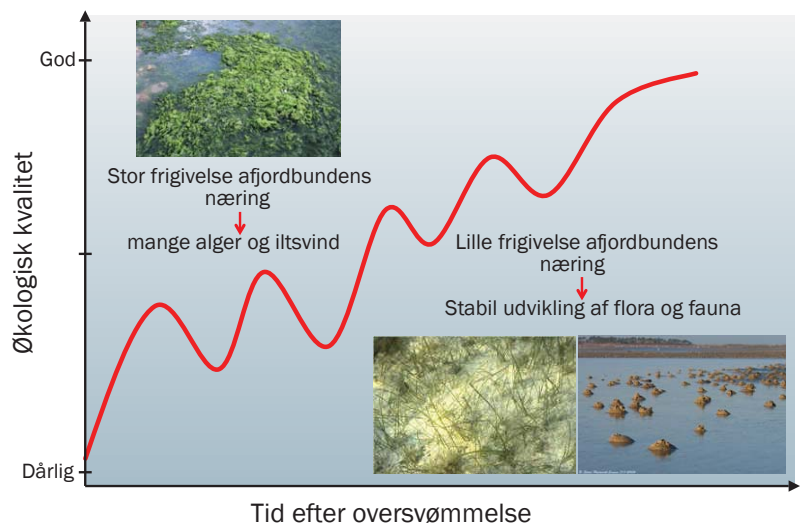 God
Stor frigivelse afjordbundens
næring
mange alger og iltsvind
Lille frigivelse afjordbundens
næring
Stabil udvikling af flora og fauna
Økologisk kvalitet
Dårlig
Tid efter oversvømmelse